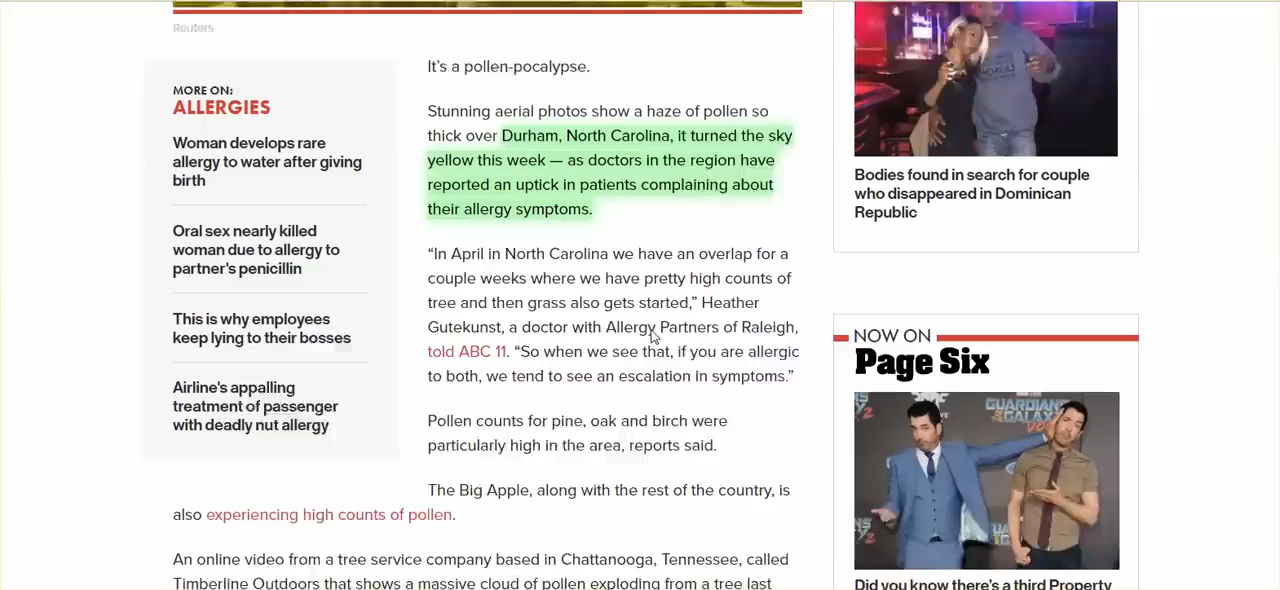 Reuters
MORE ON:
ALLERGIES
Woman develops rare
allergy to water after giving
birth
Oral sex nearly killed
woman due to allergy to
partner's penicillin
This is why employees
keep lying to their bosses
Airline's appalling
treatment of passenger
with deadly nut allergy
It's a pollen-pocalypse.
Stunning aerial photos show a haze of pollen so
thick over Durham, North Carolina, it turned the sky
yellow this week — as doctors in the region have
reported an uptick in patients complaining about
their allergy symptoms.
“In April in North Carolina we have an overlap for a
couple weeks where we have pretty high counts of
tree and then grass also gets started,” Heather
Gutekunst, a doctor with Allergy Partners of Raleigh,
told ABC 11. “So when we see that, if you are allergic
to both, we tend to see an escalation in symptoms.”
Pollen counts for pine, oak and birch were
particularly high in the area, reports said.
The Big Apple, along with the rest of the country, is
also experiencing high counts of pollen.
An online video from a tree service company based in Chattanooga, Tennessee, called
Timberline Outdoors that shows a massive cloud of pollen exploding from a tree last
Bodies found in search for couple
who disappeared in Dominican
Republic
NOW ON
Page Six
GUARDIANS
GALAXY
VOL
Did you know there's a third Property